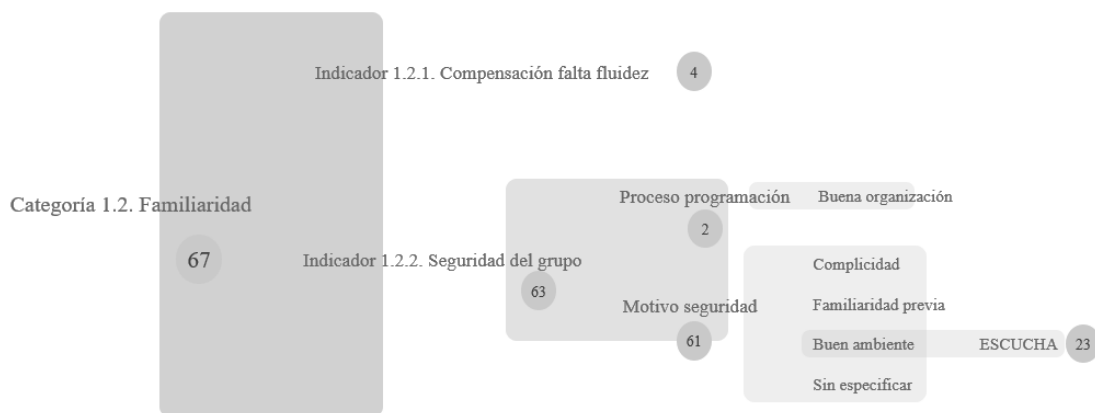 Indicador 1.2.1. Compensación falta fluidez
4
Categoría 1.2. Familiaridad
67
Indicador 1.2.2. Seguridad del grupo
63
Proceso programación
2
Buena organización
Motivo seguridad
61
Complicidad
Familiaridad previa
Buen ambiente
ESCUCHA
23
Sin especificar